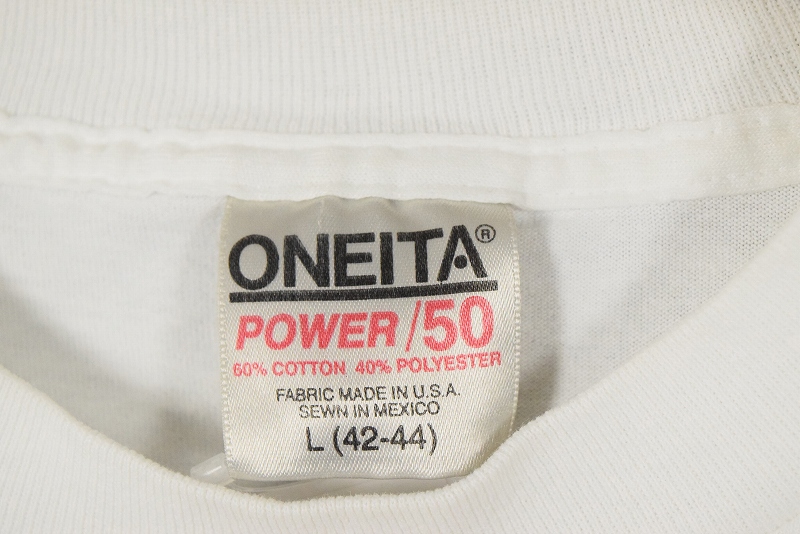 ONEITA®
POWER/50
60% COTTON 40% POLYESTER
FABRIC MADE IN U.S.A.
SEWN IN MEXICO
L (42-44)